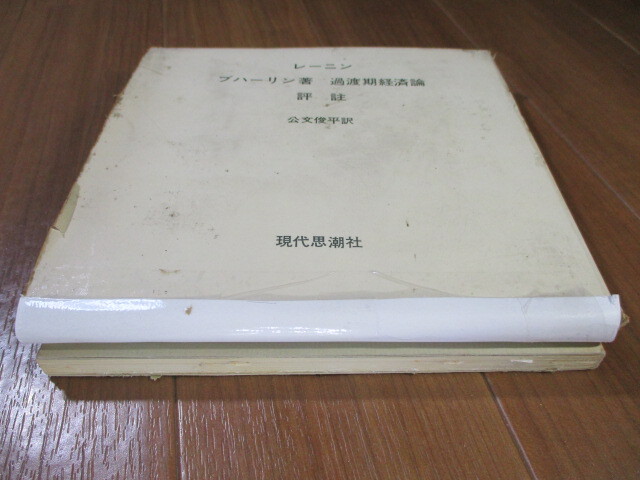 レーニン
ブハーリン著 過渡期経済論
評註
公文俊平訳
現代思潮社